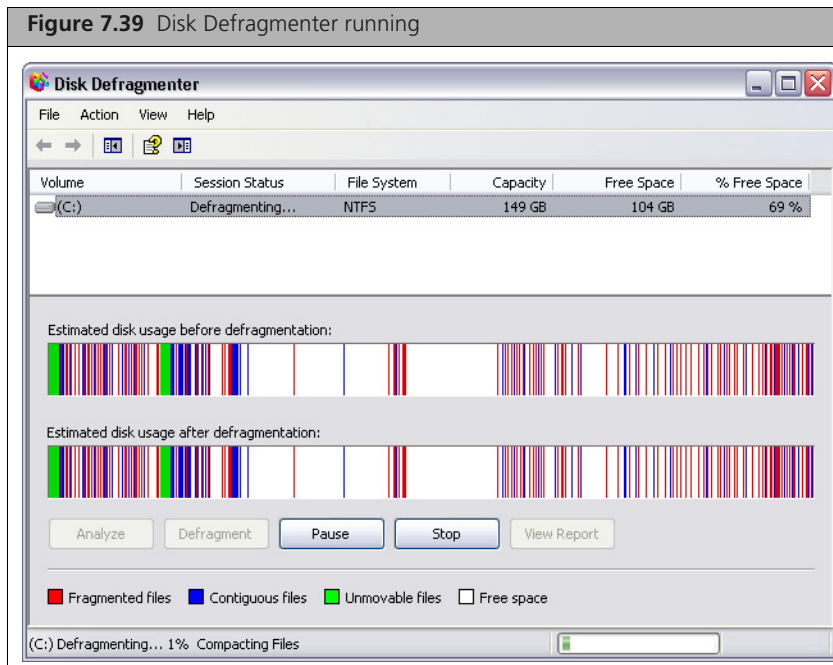 Figure 7.39 Disk Defragmenter running
Disk Defragmenter
File Action View Help
Volume Session Status File System Capacity Free Space % Free Space
(C:) Defragmenting... NTFS 149 GB 104 GB 69 %
Estimated disk usage before defragmentation:
Estimated disk usage after defragmentation:
Analyze Defragment Pause Stop View Report
Fragmented files Contiguous files Unmovable files Free space
(C:) Defragmenting... 1% Compacting Files